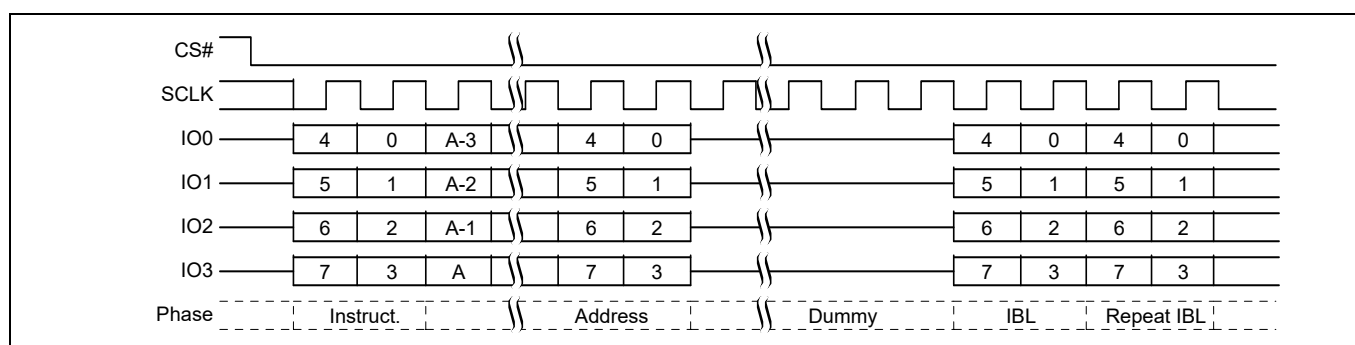 CS#
SCLK
IO0 4 0 A-3 4 0 4 0 4 0
IO1 5 1 A-2 5 1 5 1 5 1
IO2 6 2 A-1 6 2 6 2 6 2
IO3 7 3 A 7 3 7 3 7 3
Phase Instruct. Address Dummy IBL Repeat IBL